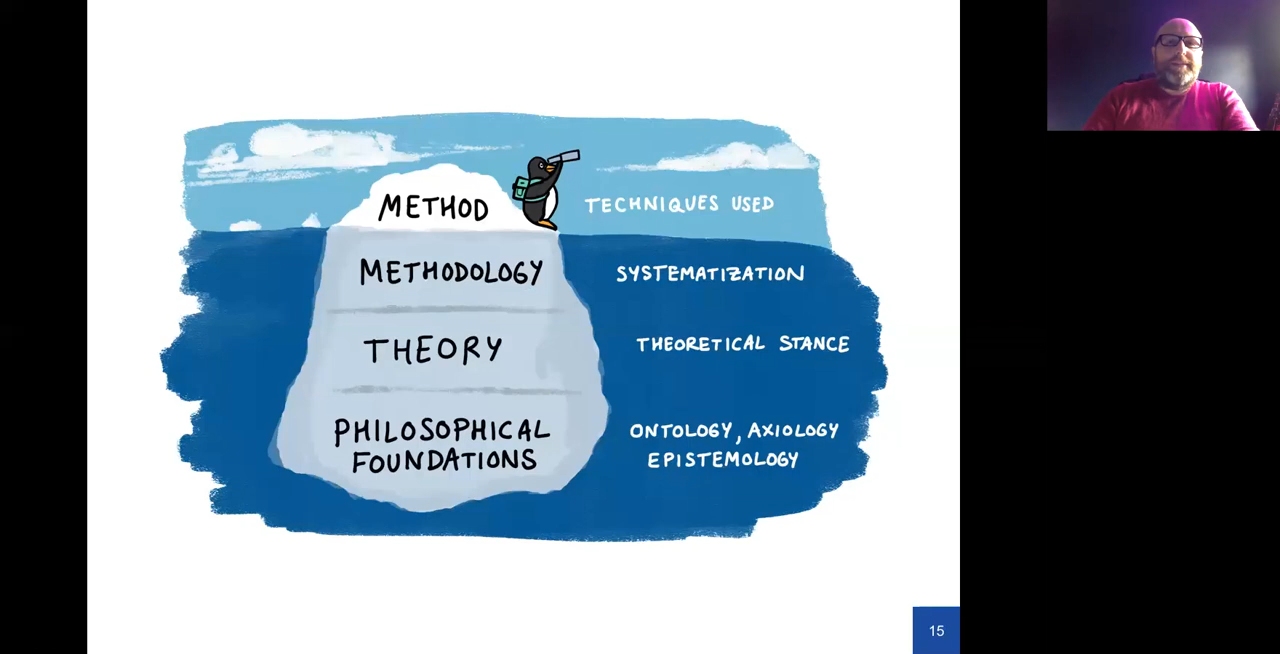 METHOD
TECHNIQUES USED
METHODOLOGY
SYSTEMATIZATION
THEORY
THEORETICAL STANCE
PHILOSOPHICAL
FOUNDATIONS
ONTOLOGY, AXIOLOGY
EPISTEMOLOGY
15